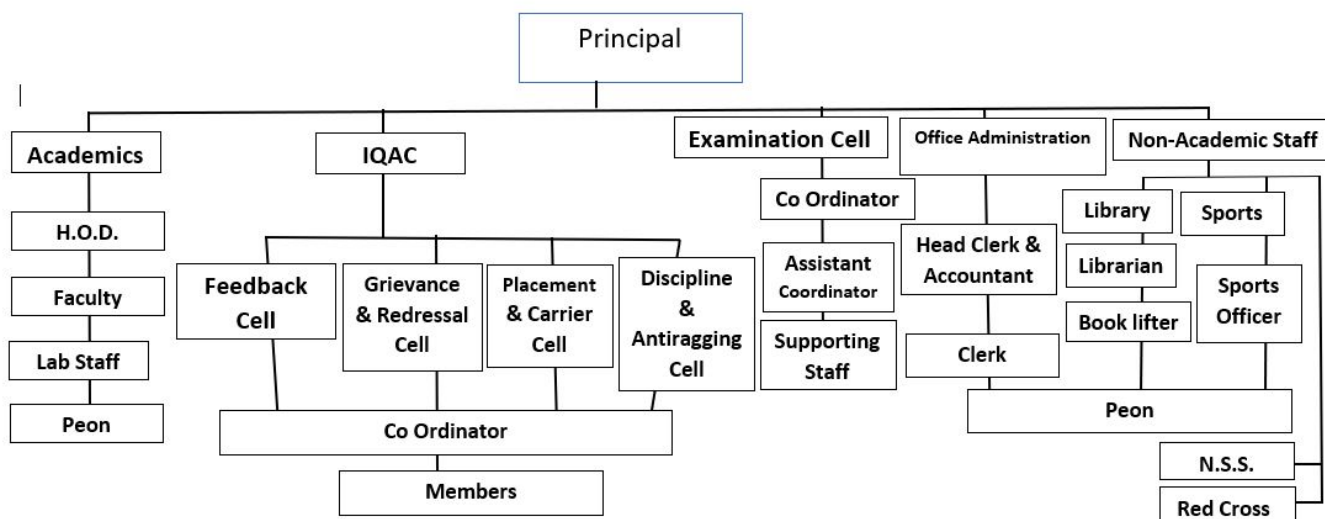 Principal
Academics
IQAC
Examination Cell
Office Administration
Non-Academic Staff
H.O.D.
Faculty
Lab Staff
Peon
Feedback
Cell
Grievance
& Redressal
Cell
Placement
& Carrier
Cell
Discipline
&
Antiragging
Cell
Co Ordinator
Members
Co Ordinator
Assistant
Coordinator
Supporting
Staff
Head Clerk &
Accountant
Clerk
Library
Librarian
Book lifter
Sports
Sports
Officer
Peon
N.S.S.
Red Cross